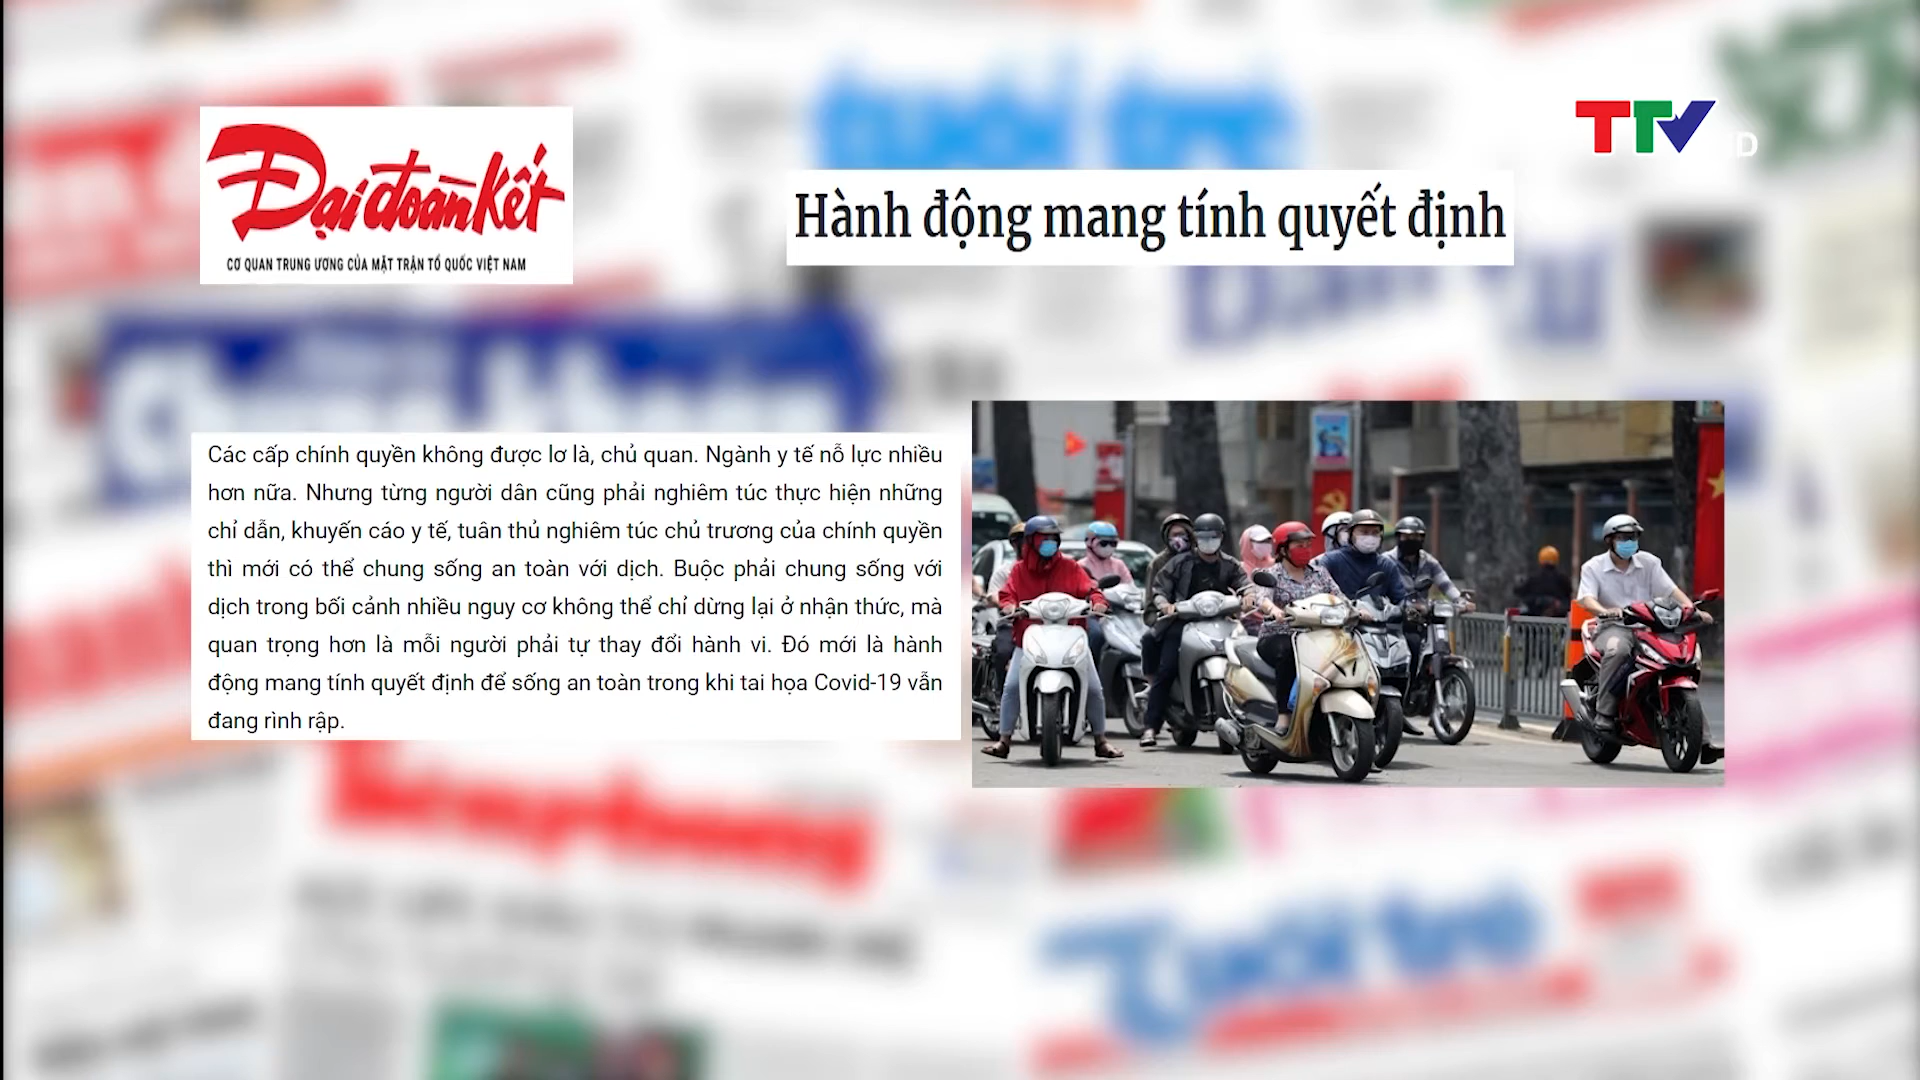 Đại đoàn kết
CƠ QUAN TRUNG ƯƠNG CỦA MẶT TRẬN TỔ QUỐC VIỆT NAM
TTV
Hành động mang tính quyết định
Các cấp chính quyền không được lơ là, chủ quan. Ngành y tế nỗ lực nhiều
hơn nữa. Nhưng từng người dân cũng phải nghiêm túc thực hiện những
chỉ dẫn, khuyến cáo y tế, tuân thủ nghiêm túc chủ trương của chính quyền
thì mới có thể chung sống an toàn với dịch. Buộc phải chung sống với
dịch trong bối cảnh nhiều nguy cơ không thể chỉ dừng lại ở nhận thức, mà
quan trọng hơn là mỗi người phải tự thay đổi hành vi. Đó mới là hành
động mang tính quyết định để sống an toàn trong khi tai họa Covid-19 vẫn
đang rình rập.
tuổi trẻ
Tuổi trẻ